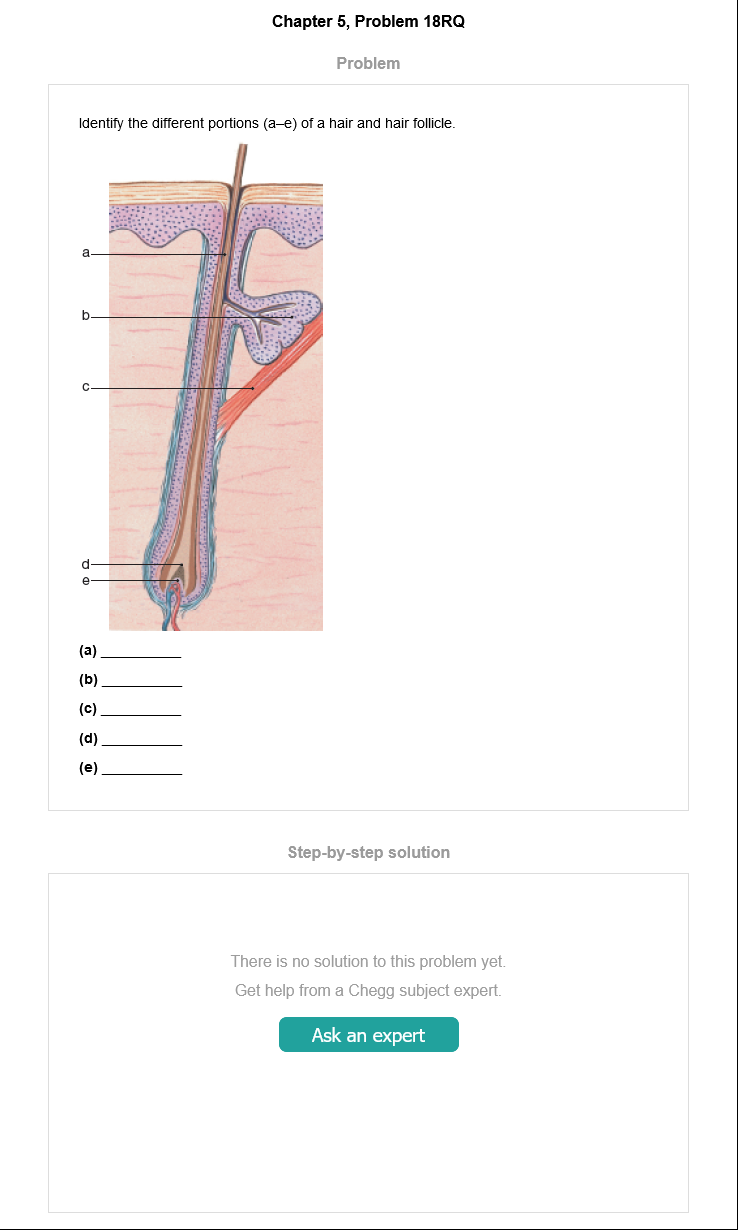 Chapter 5, Problem 18RQ
Problem
Identify the different portions (a–e) of a hair and hair follicle.
a
b
c
d
e
(a) __________
(b) __________
(c) __________
(d) __________
(e) __________
Step-by-step solution
There is no solution to this problem yet.
Get help from a Chegg subject expert.
Ask an expert